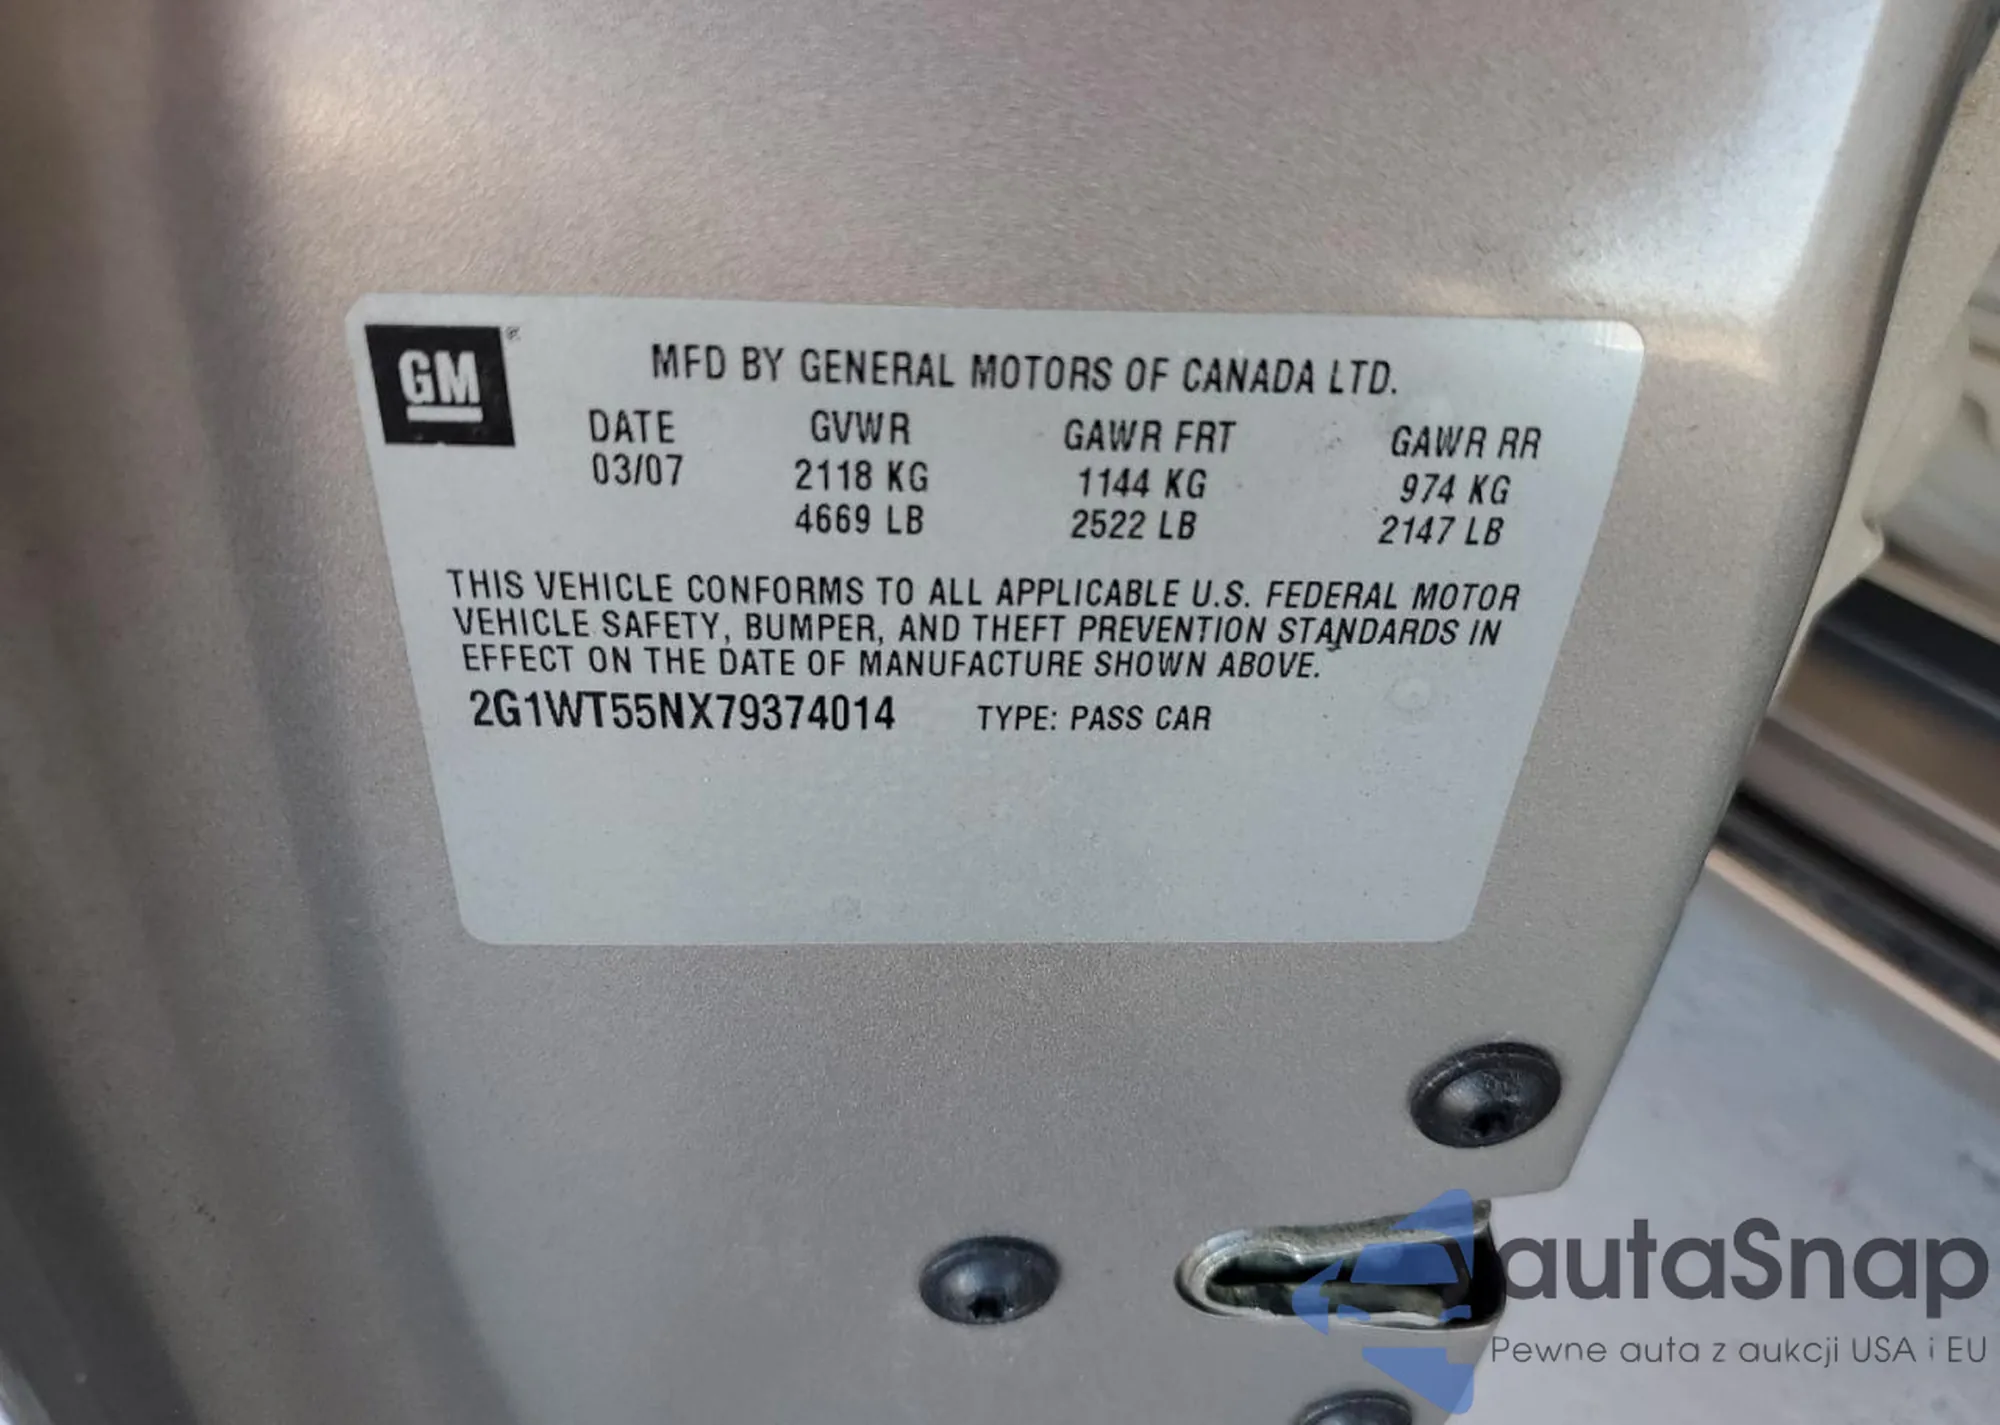 GM
MFD BY GENERAL MOTORS OF CANADA LTD.
DATE GVWR GAWR FRT GAWR RR
03/07 2118 KG 1144 KG 974 KG
4669 LB 2522 LB 2147 LB
THIS VEHICLE CONFORMS TO ALL APPLICABLE U.S. FEDERAL MOTOR
VEHICLE SAFETY, BUMPER, AND THEFT PREVENTION STANDARDS IN
EFFECT ON THE DATE OF MANUFACTURE SHOWN ABOVE.
2G1WT55NX79374014 TYPE: PASS CAR
autaSnap
Pewne auta z aukcji USA i EU